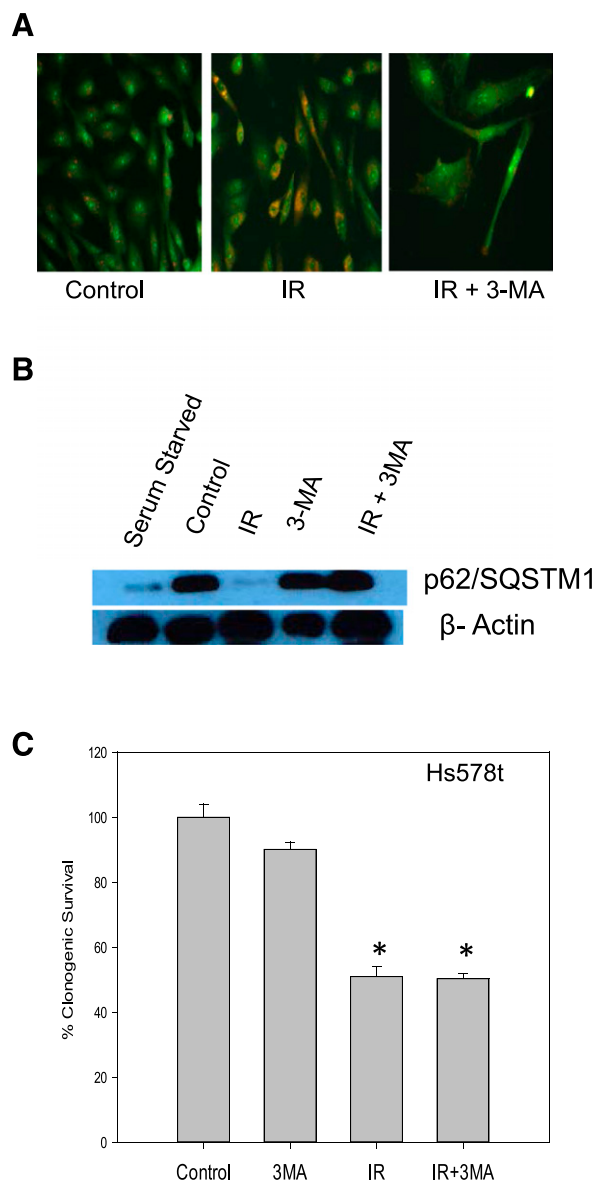 A
Control
IR
IR + 3-MA
B
Serum Starved
Control
IR
3-MA
IR + 3MA
p62/SQSTM1
β- Actin
C
Hs578t
% Clonogenic Survival
120
100
80
60
40
20
0
*
*
Control
3MA
IR
IR+3MA